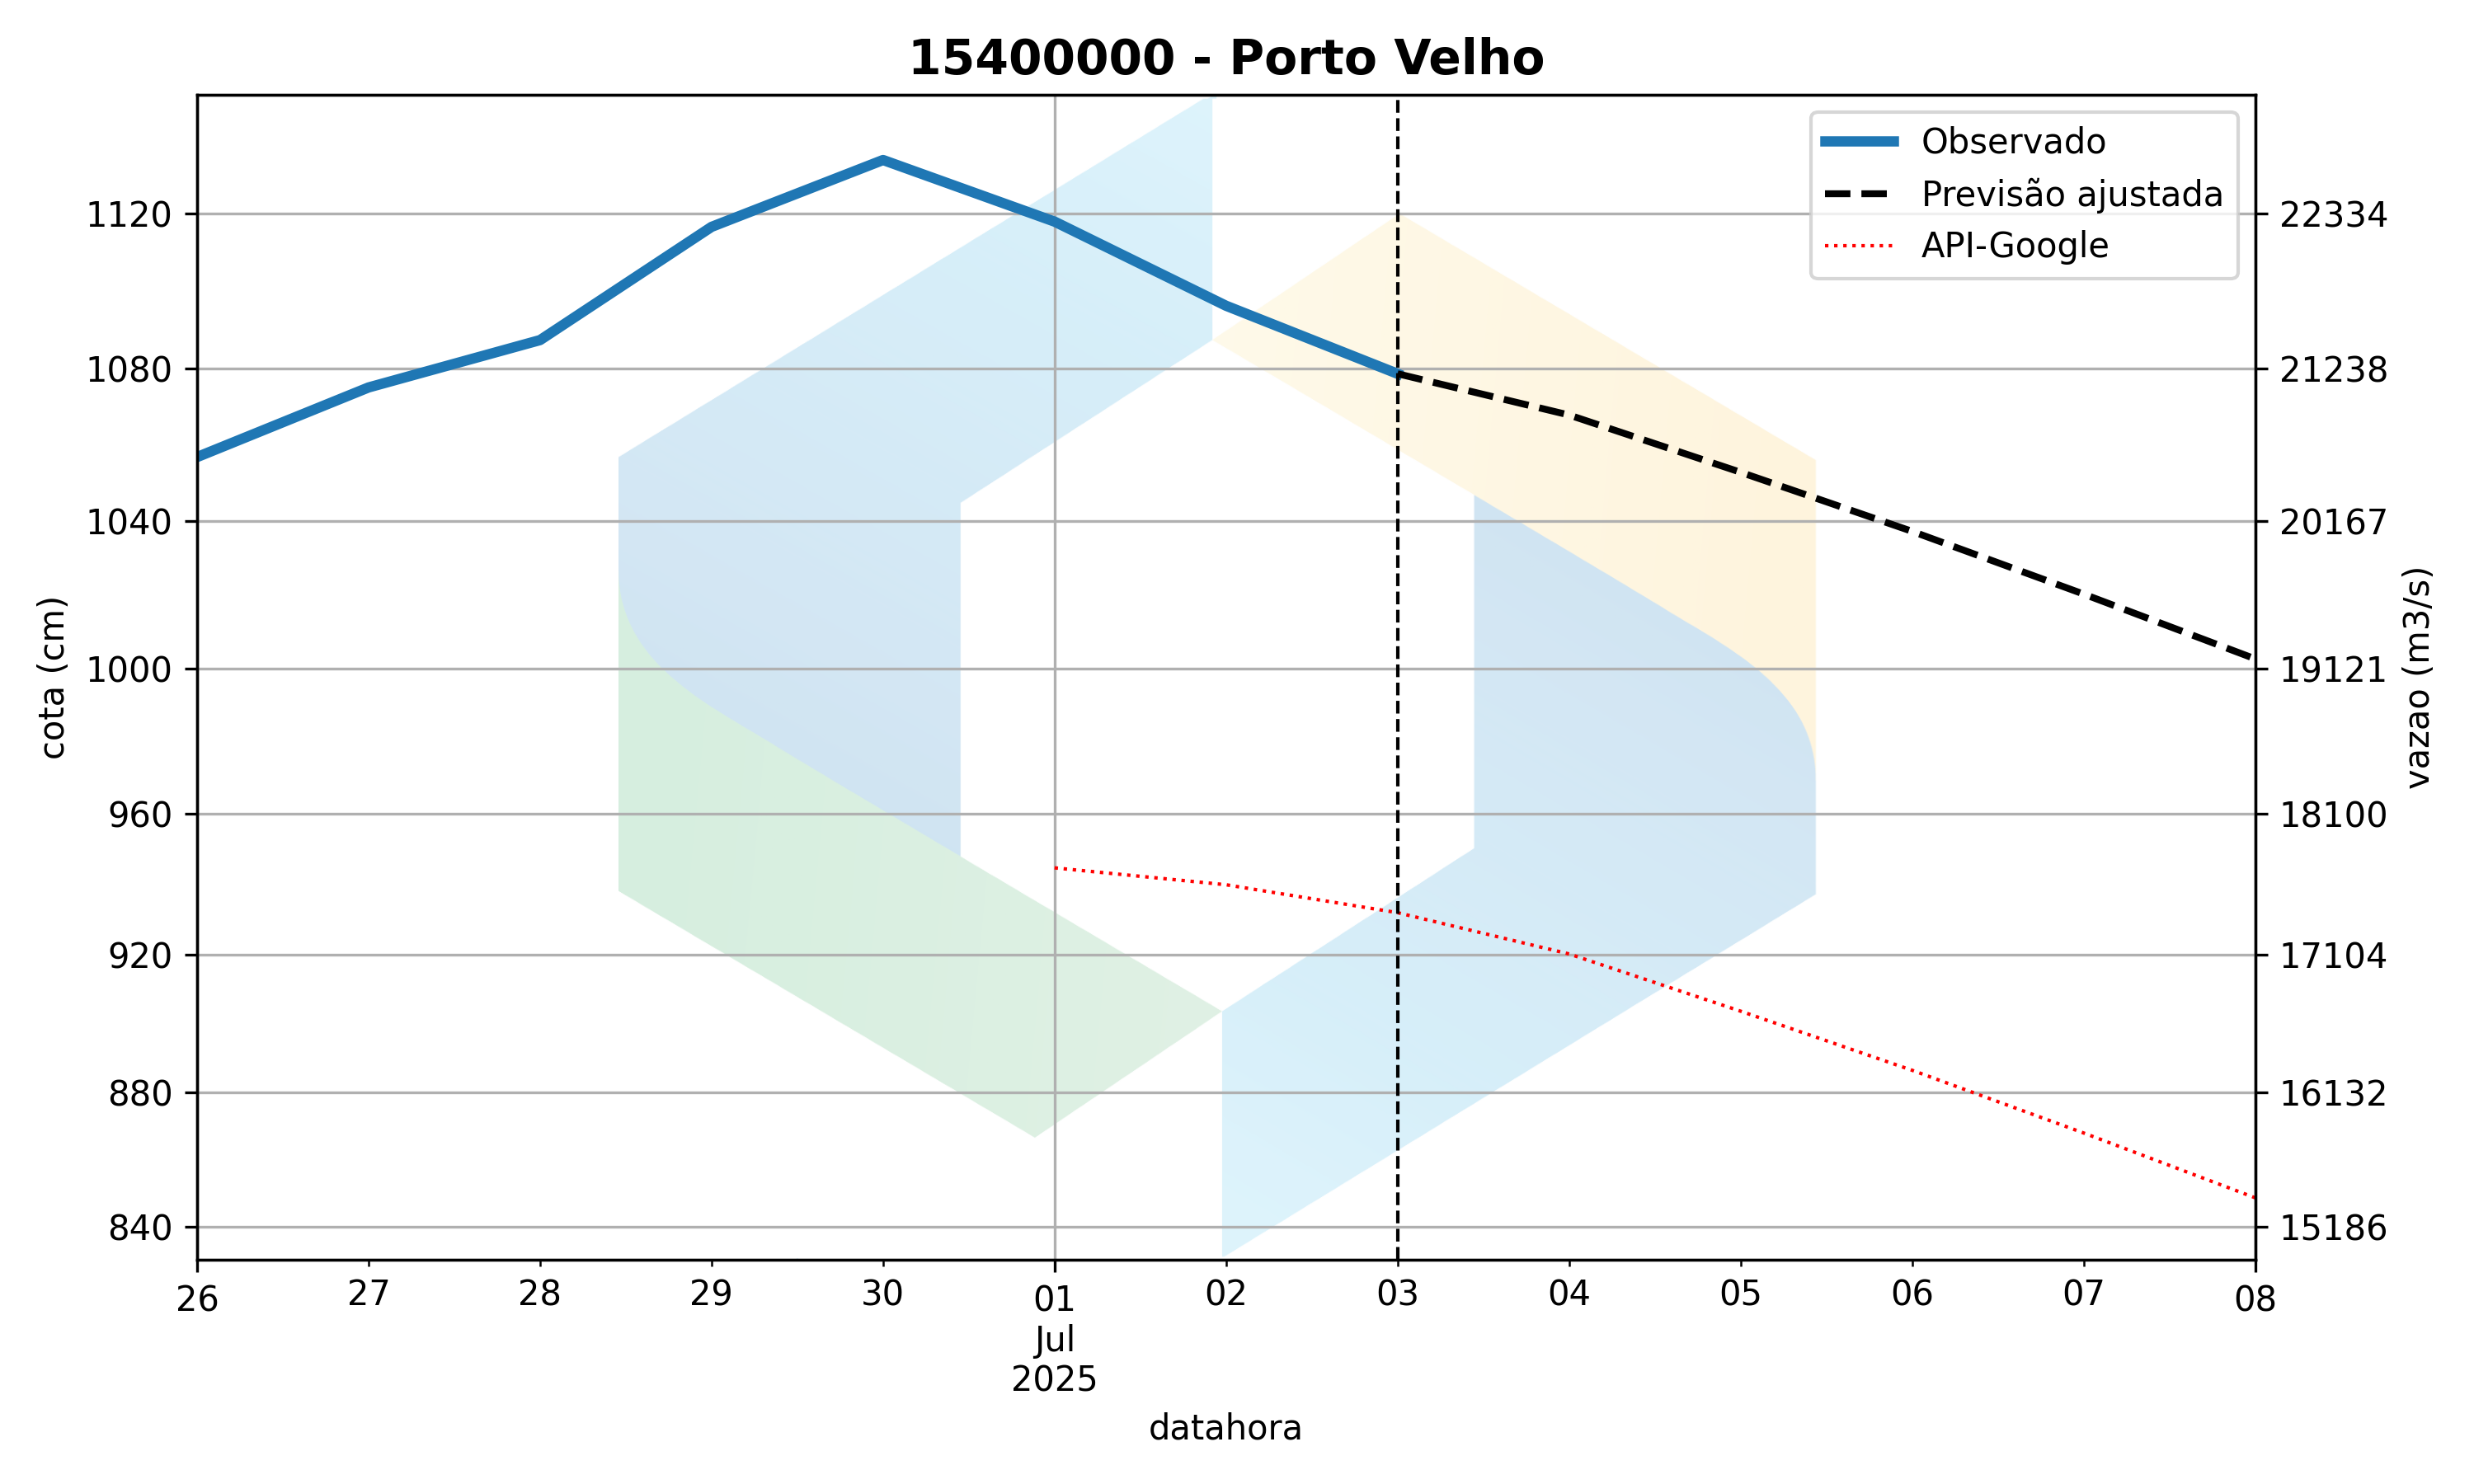 15400000 - Porto Velho
Observado
Previsão ajustada
API-Google
1120
1080
1040
1000
960
920
880
840
cota (cm)
22334
21238
20167
19121
18100
17104
16132
15186
vazao (m3/s)
26 27 28 29 30 01 02 03 04 05 06 07 08
Jul
2025
datahora